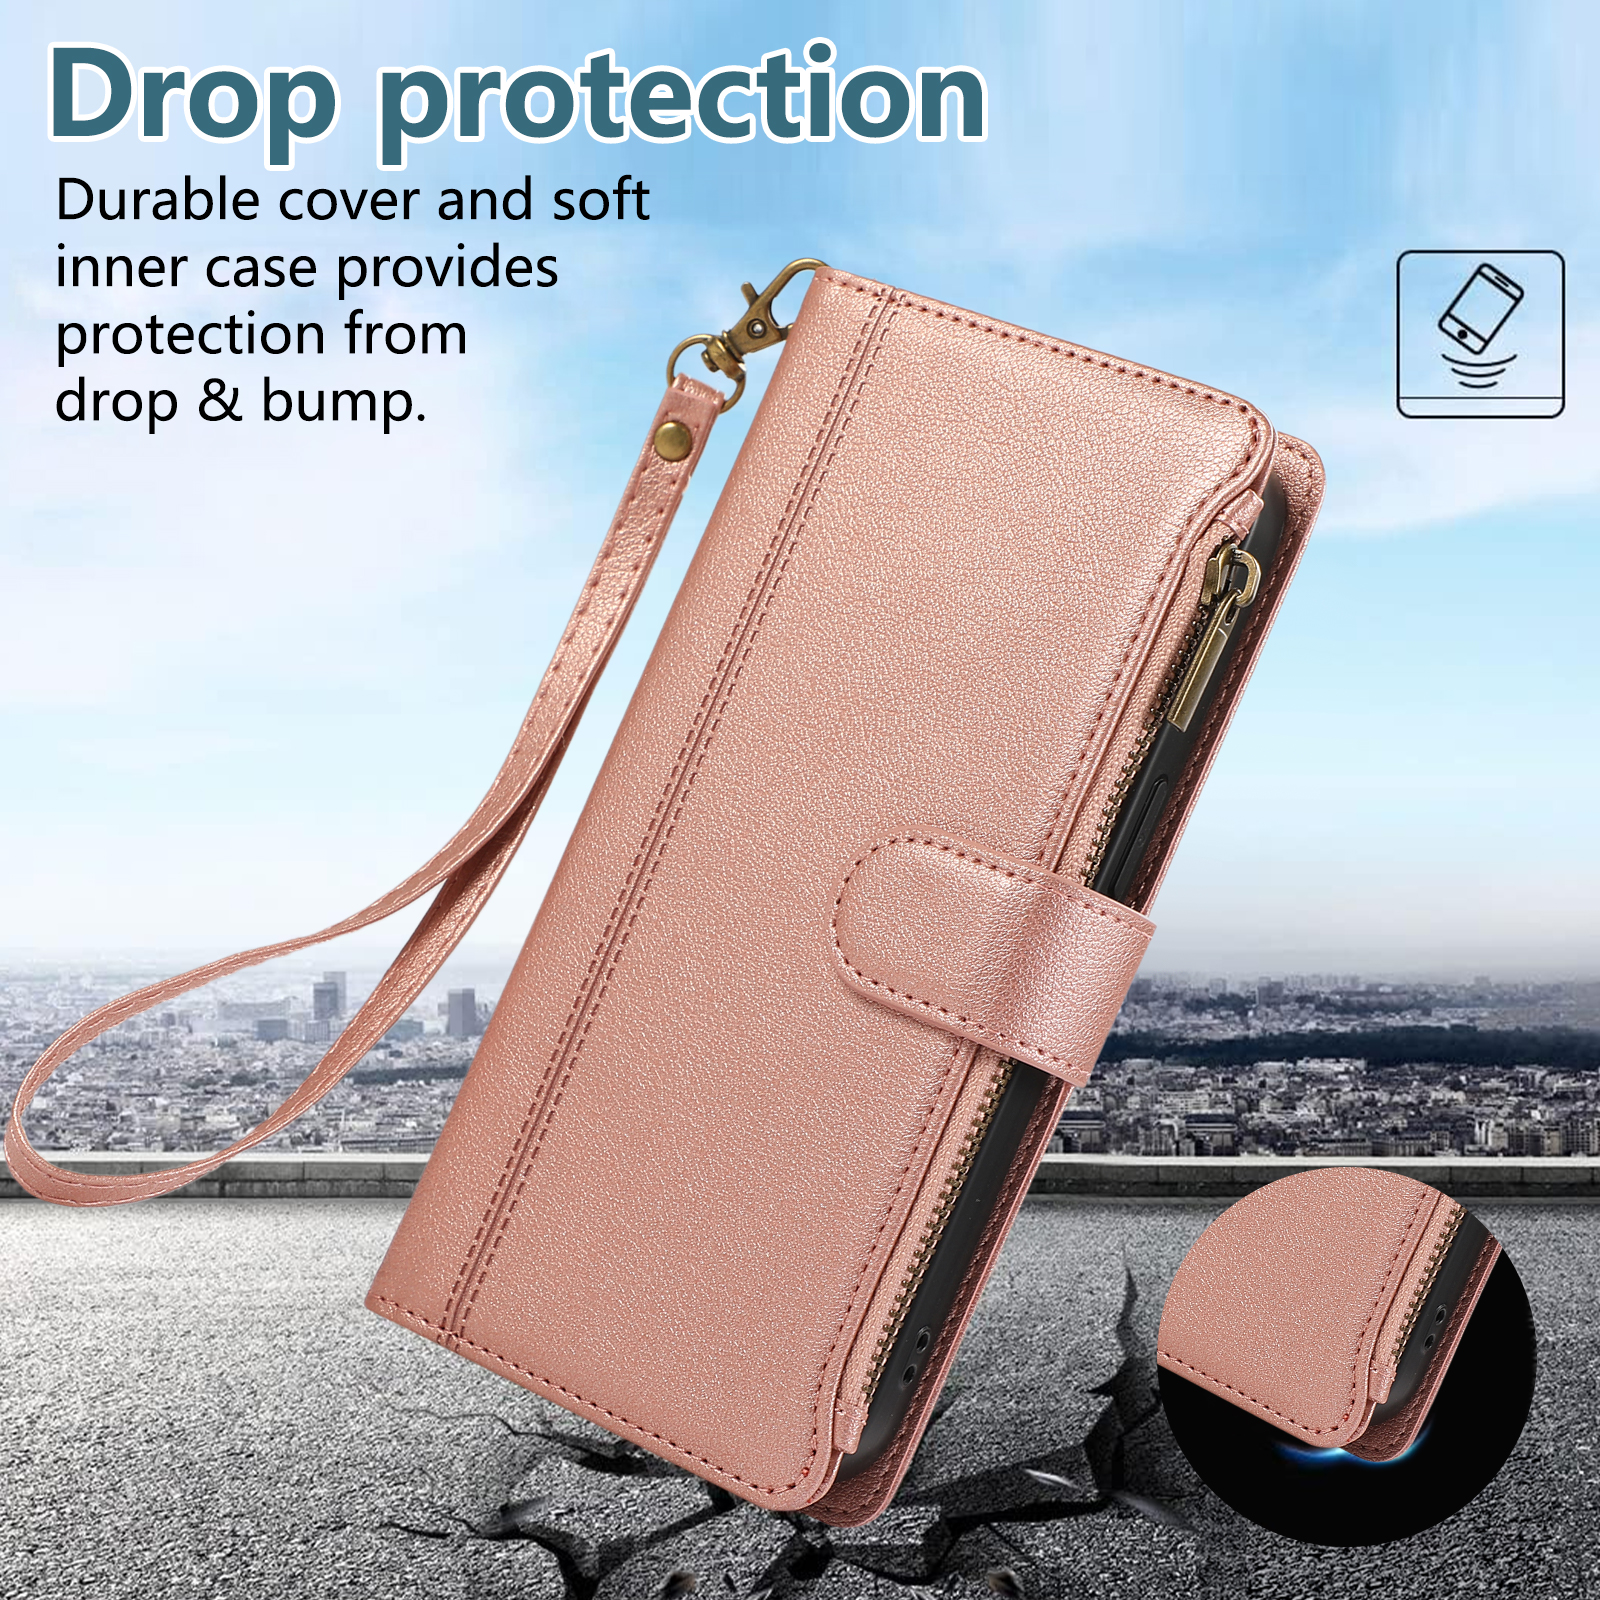 Drop protection
Durable cover and soft
inner case provides
protection from
drop & bump.